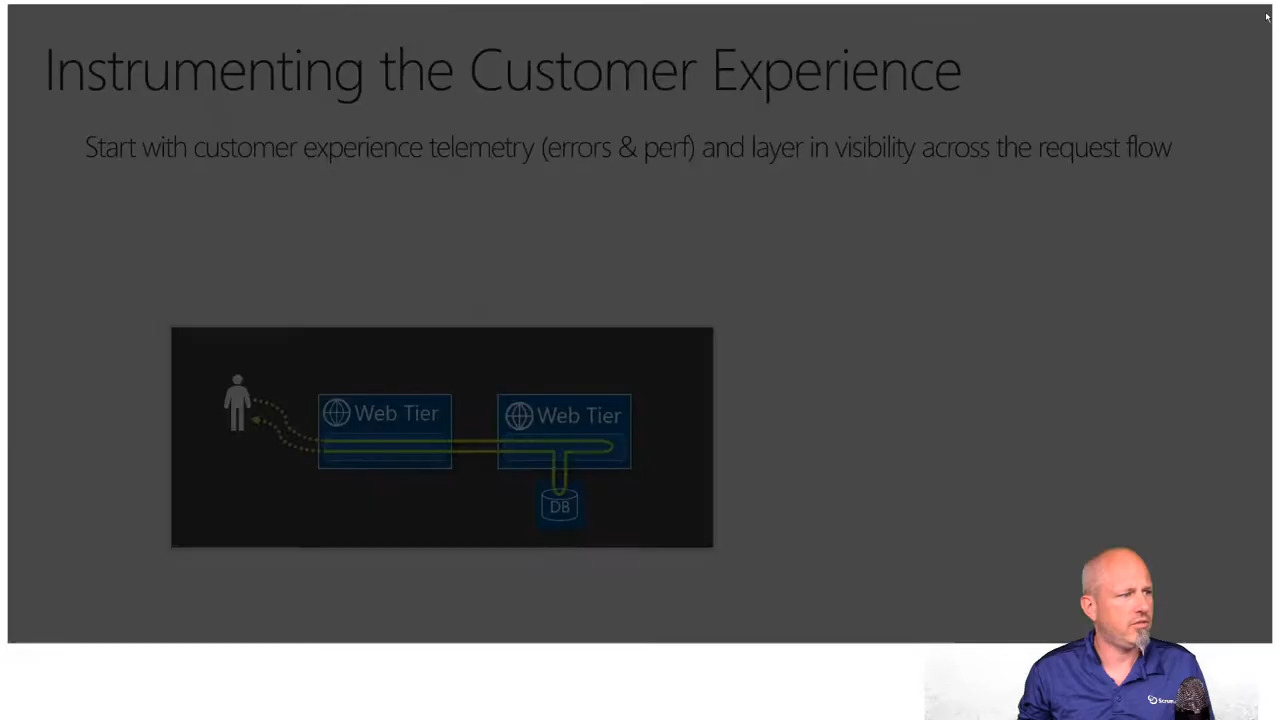 Instrumenting the Customer Experience
Start with customer experience telemetry (errors & perf) and layer in visibility across the request flow
Web Tier
Web Tier
DB
Scrum